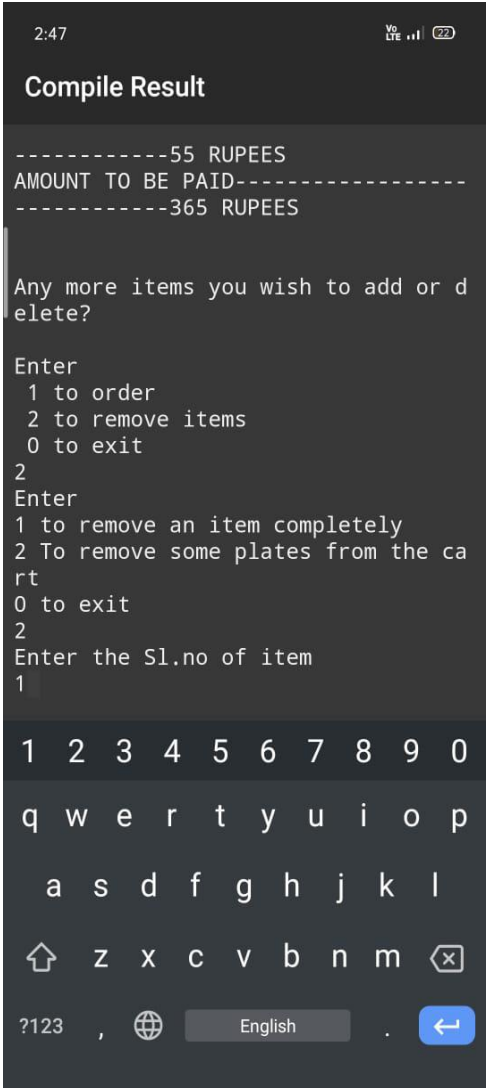 2:47
Vo LTE 22
Compile Result
------------55 RUPEES
AMOUNT TO BE PAID------------------
------------365 RUPEES
Any more items you wish to add or d
elete?
Enter
1 to order
2 to remove items
0 to exit
2
Enter
1 to remove an item completely
2 To remove some plates from the ca
rt
0 to exit
2
Enter the Sl.no of item
1
1 2 3 4 5 6 7 8 9 0
q w e r t y u i o p
a s d f g h j k l
z x c v b n m
?123 , English .